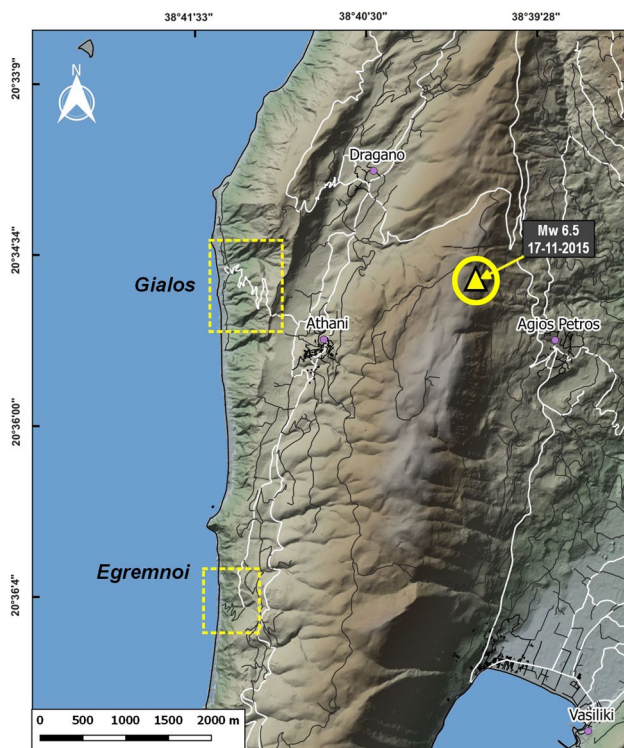 38°41'33"
38°40'30"
38°39'28"
20°33'9"
N
Dragano
Mw 6.5
17-11-2015
20°34'34"
Gialos
Athani
Agios Petros
20°36'00"
Egremnoi
20°36'4"
Vasiliki
0 500 1000 1500 2000 m